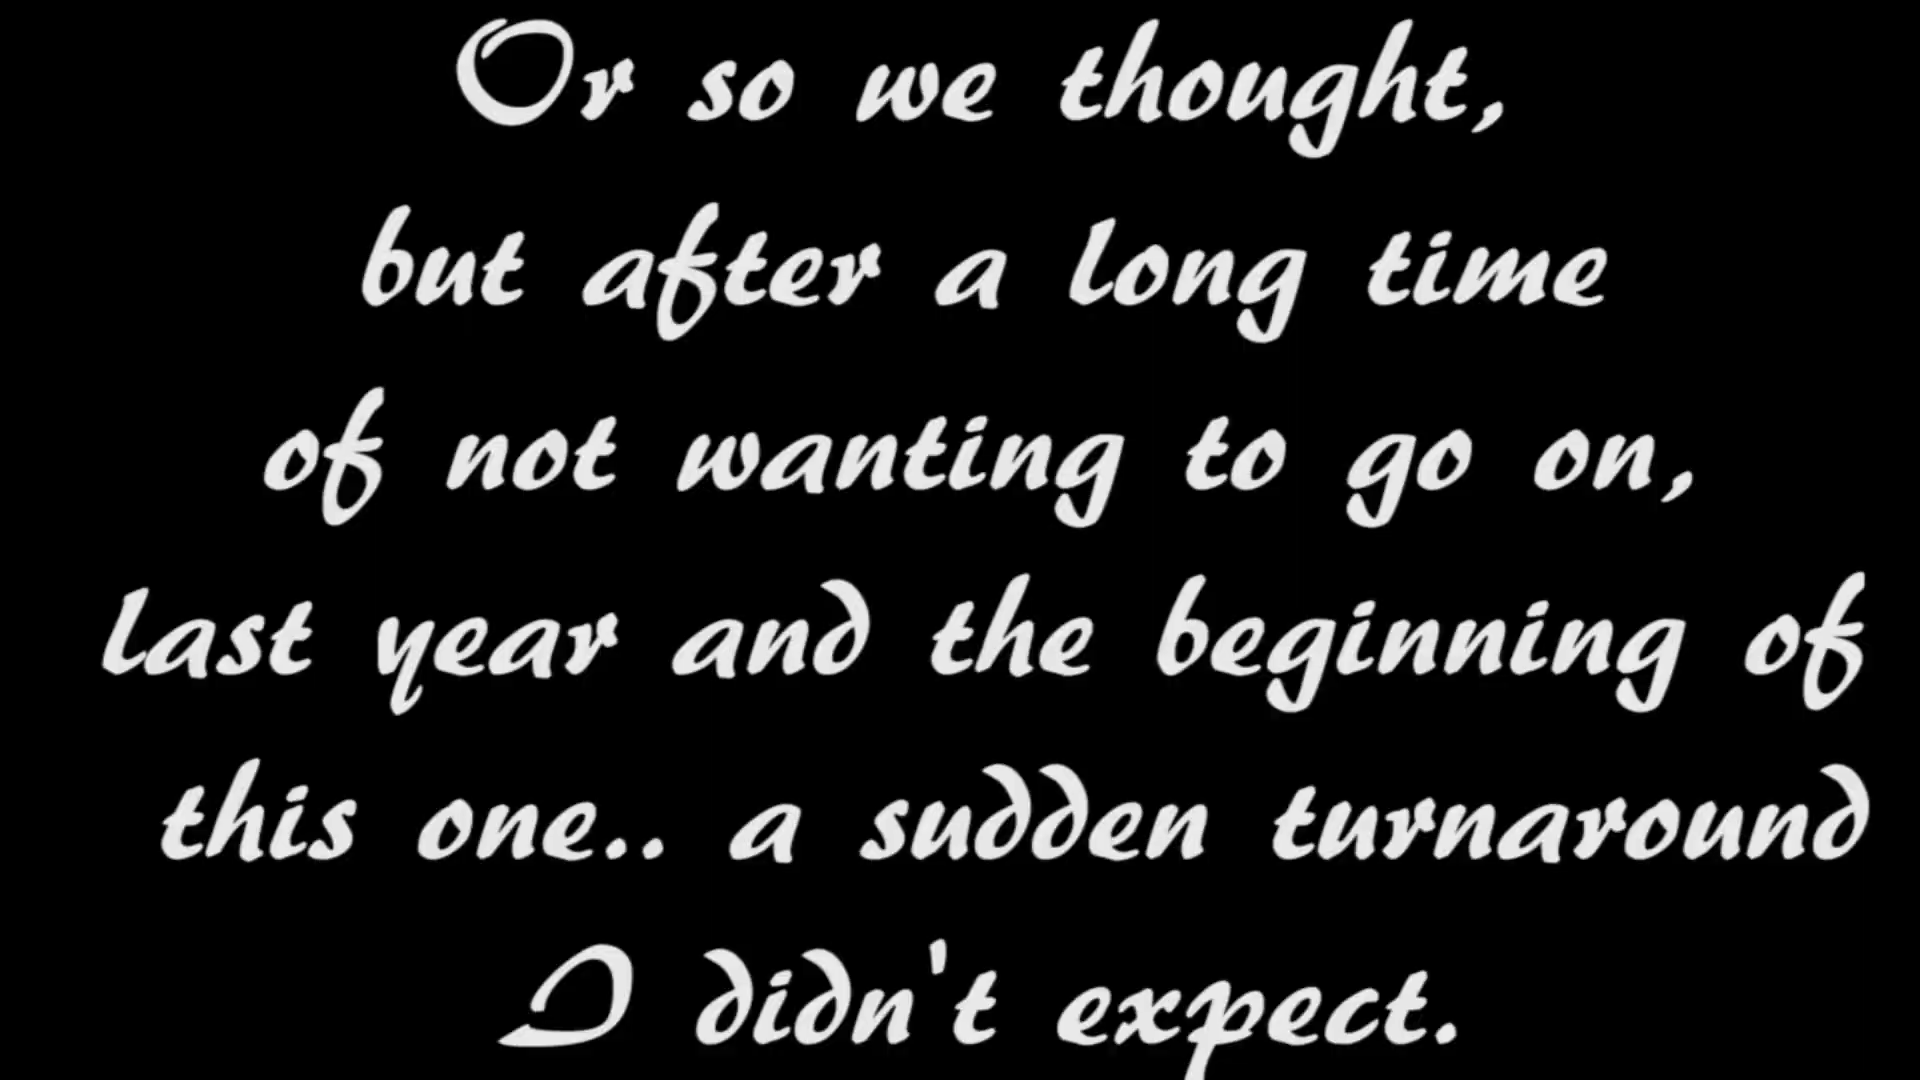 Or so we thought,
but after a long time
of not wanting to go on,
last year and the beginning of
this one.. a sudden turnaround
I didn't expect.